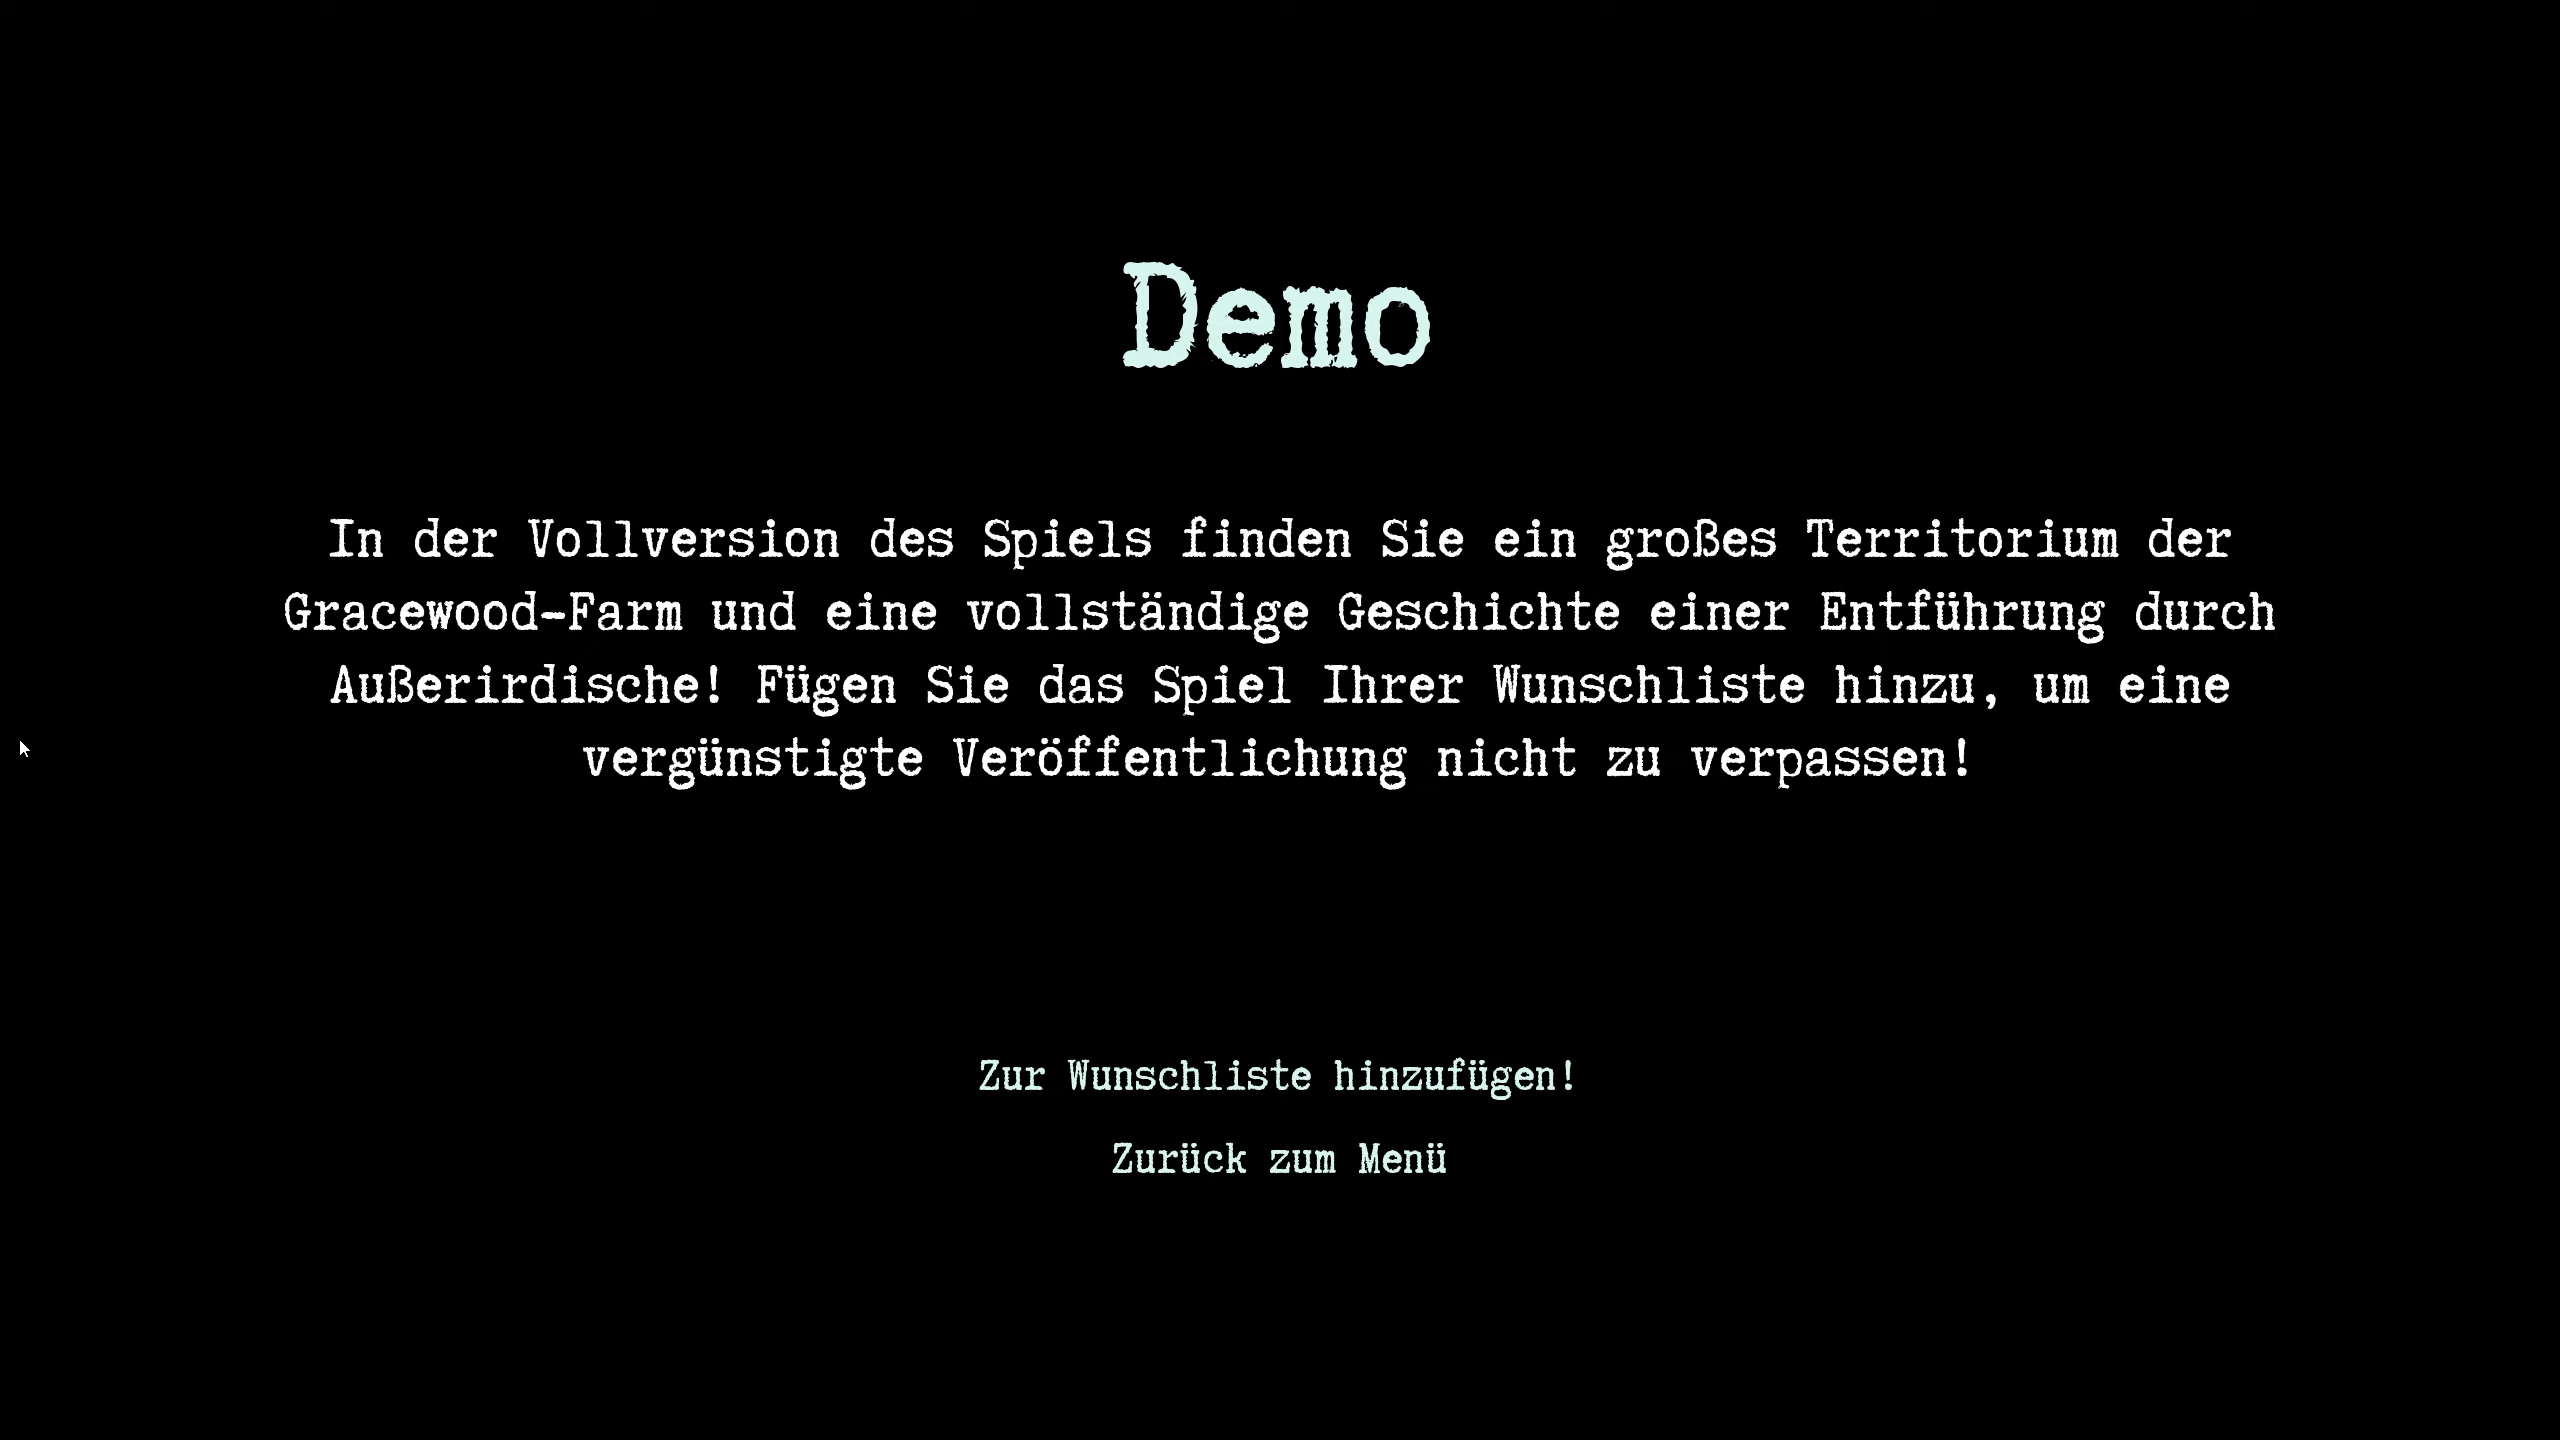 Demo
In der Vollversion des Spiels finden Sie ein großes Territorium der
Gracewood-Farm und eine vollständige Geschichte einer Entführung durch
Außerirdische! Fügen Sie das Spiel Ihrer Wunschliste hinzu, um eine
vergünstigte Veröffentlichung nicht zu verpassen!
Zur Wunschliste hinzufügen!
Zurück zum Menü